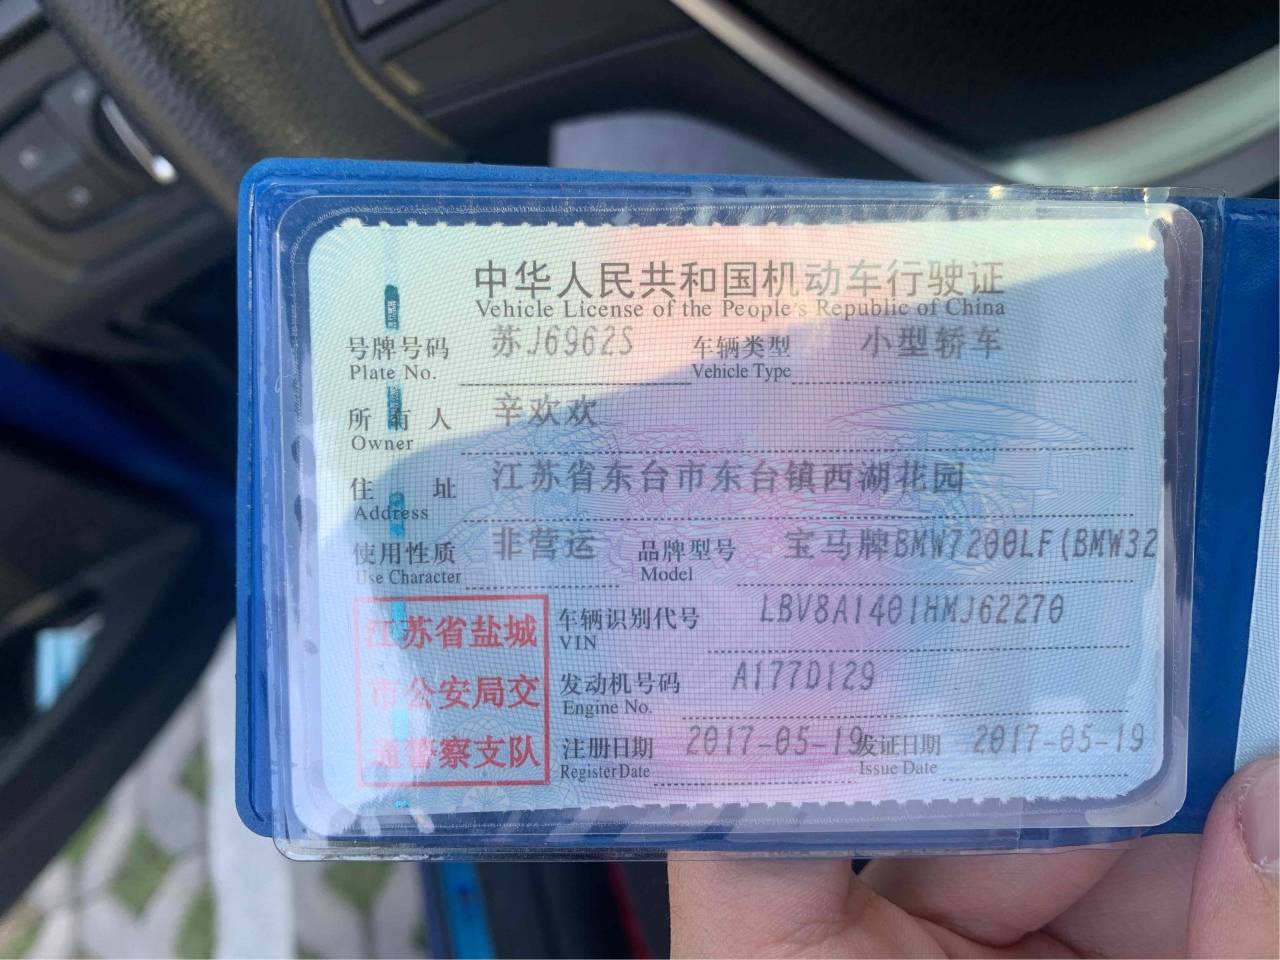 中华人民共和国机动车行驶证
Vehicle License of the People's Republic of China
号牌号码 苏J6962S 车辆类型 小型轿车
Plate No. Vehicle Type
所有人 辛欢欢
Owner
住址 江苏省东台市东台镇西湖花园
Address
使用性质 非营运 品牌型号 宝马牌BMW7200LF(BMW32
Use Character Model
江苏省盐城
市公安局交
通警察支队
车辆识别代号 LBV8A1401HMJ62270
VIN
发动机号码 A177D129
Engine No.
注册日期 2017-05-19 发证日期 2017-05-19
Register Date Issue Date